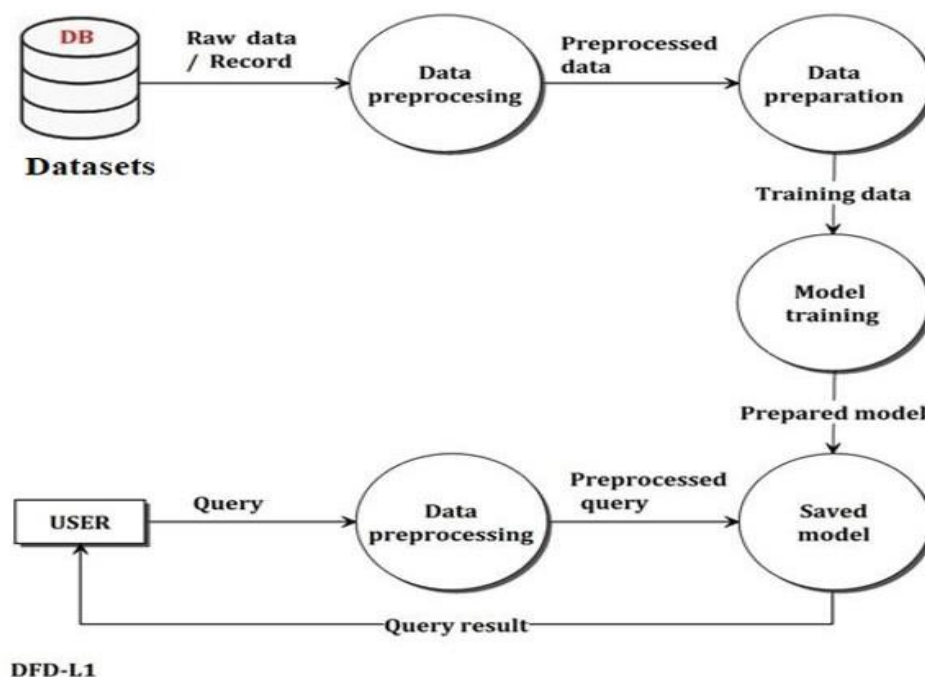 DB
Raw data
/ Record
Data
preprocesing
Preprocessed
data
Data
preparation
Datasets
Training data
Model
training
Prepared model
USER
Query
Data
preprocessing
Preprocessed
query
Saved
model
Query result
DFD-L1